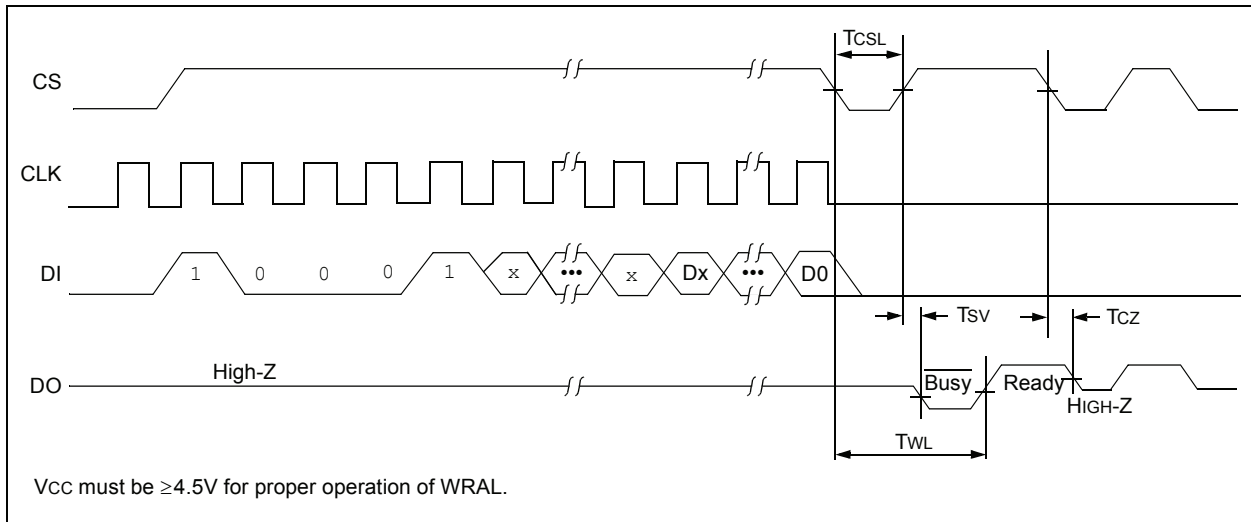 TCSL
CS
CLK
DI 1 0 0 0 1 x ••• x Dx ••• D0
TSV TCZ
High-Z
DO Busy Ready
HIGH-Z
TWL
VCC must be ≥4.5V for proper operation of WRAL.